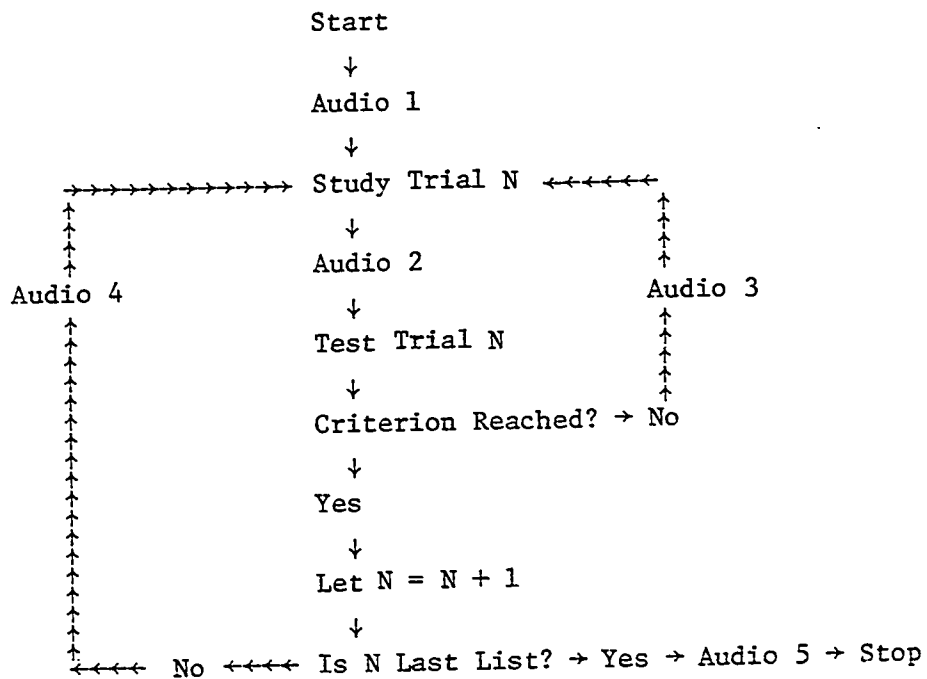 Start
↓
Audio 1
↓
→→→→→→→→→→→ Study Trial N ←←←←←←
↓
Audio 2
Audio 4 Audio 3
↓
Test Trial N
↓
Criterion Reached? → No
↓
Yes
↓
Let N = N + 1
↓
←←←← No ←←←← Is N Last List? → Yes → Audio 5 → Stop